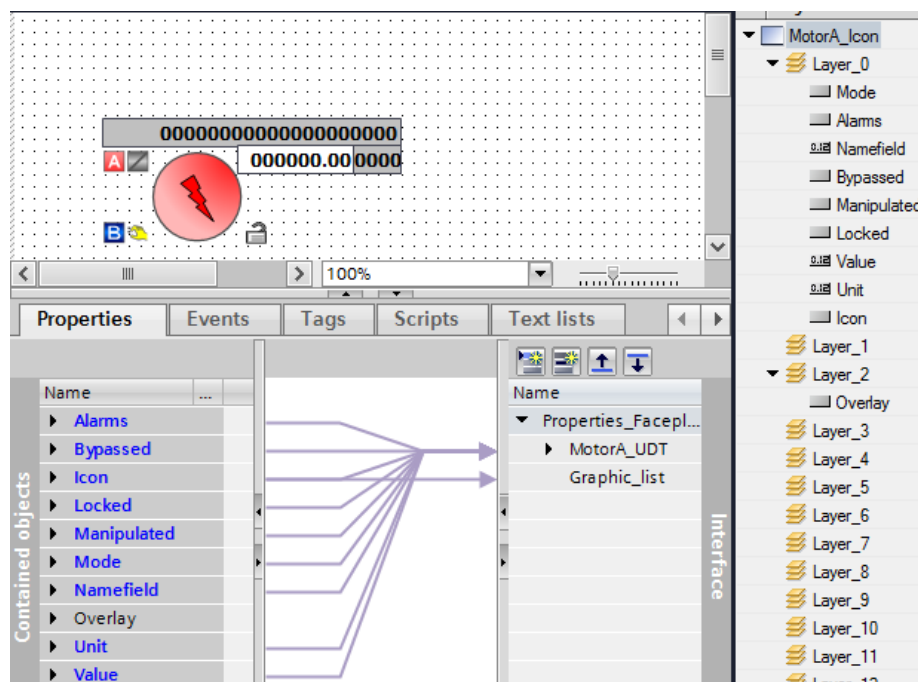 MotorA_Icon
Layer_0
Mode
Alarms
Namefield
Bypassed
Manipulated
Locked
Value
Unit
Icon
Layer_1
Layer_2
Overlay
Layer_3
Layer_4
Layer_5
Layer_6
Layer_7
Layer_8
Layer_9
Layer_10
Layer_11
00000000000000000000
A
000000.00 0000
B
100%
Properties Events Tags Scripts Text lists
Contained objects
Name ...
Alarms
Bypassed
Icon
Locked
Manipulated
Mode
Namefield
Overlay
Unit
Value
Name
Properties_Facepl...
MotorA_UDT
Graphic_list
Interface